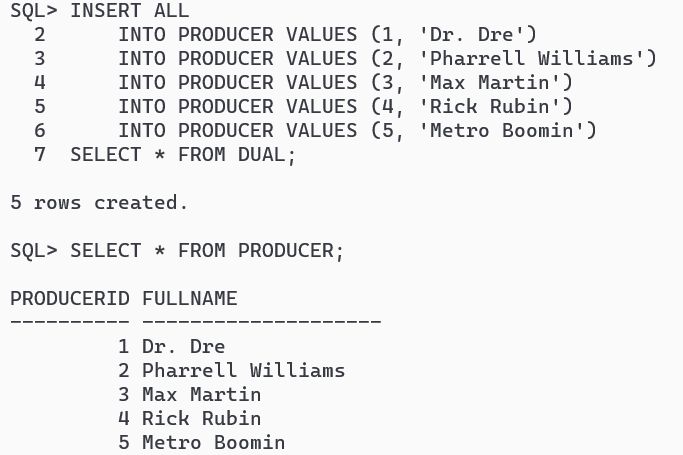 SQL> INSERT ALL
  2      INTO PRODUCER VALUES (1, 'Dr. Dre')
  3      INTO PRODUCER VALUES (2, 'Pharrell Williams')
  4      INTO PRODUCER VALUES (3, 'Max Martin')
  5      INTO PRODUCER VALUES (4, 'Rick Rubin')
  6      INTO PRODUCER VALUES (5, 'Metro Boomin')
  7  SELECT * FROM DUAL;

5 rows created.

SQL> SELECT * FROM PRODUCER;

PRODUCERID FULLNAME
---------- --------------------
         1 Dr. Dre
         2 Pharrell Williams
         3 Max Martin
         4 Rick Rubin
         5 Metro Boomin